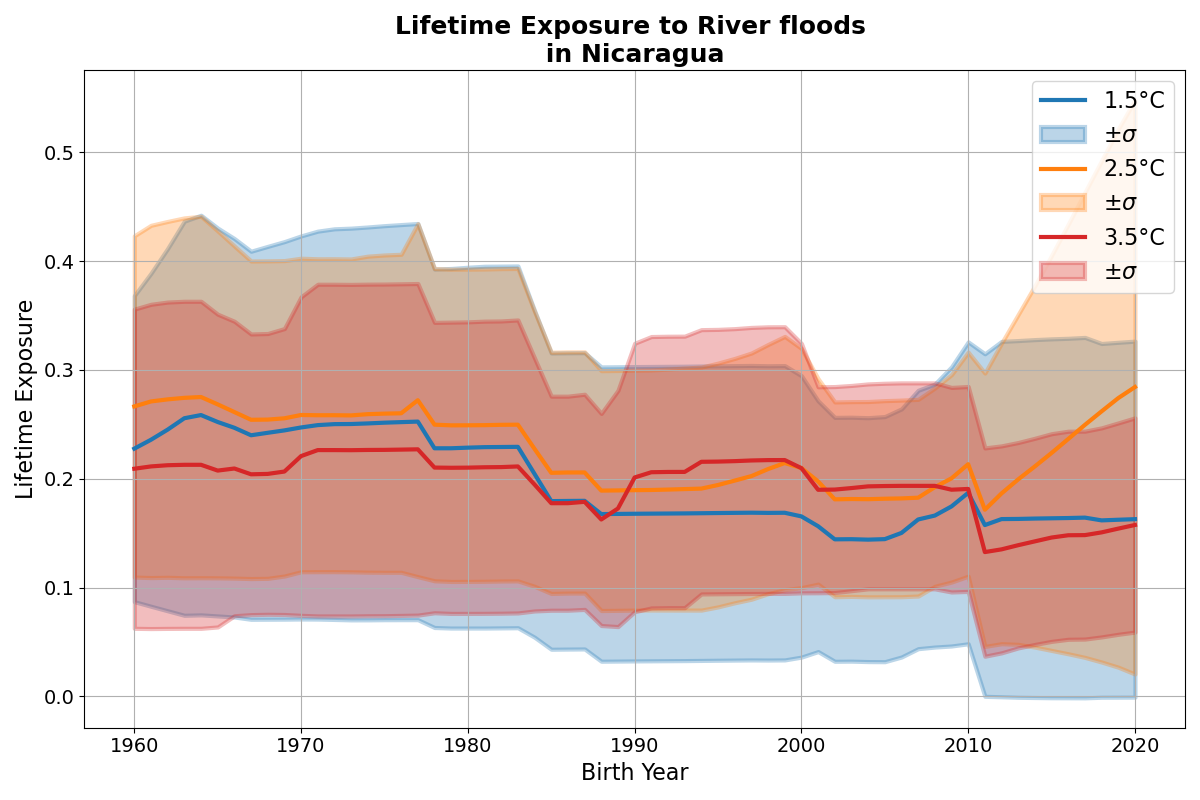 Lifetime Exposure to River floods
in Nicaragua
1.5°C
±σ
2.5°C
±σ
3.5°C
±σ
Lifetime Exposure
0.5
0.4
0.3
0.2
0.1
0.0
1960 1970 1980 1990 2000 2010 2020
Birth Year